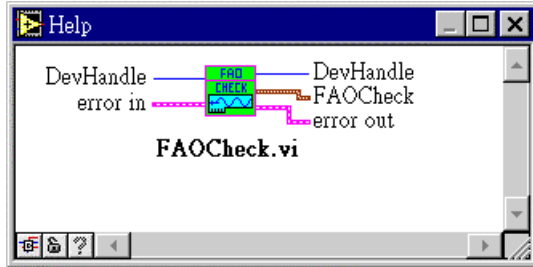 Help
DevHandle FAO DevHandle
CHECK FAOCheck
error in error out
FAOCheck.vi
?